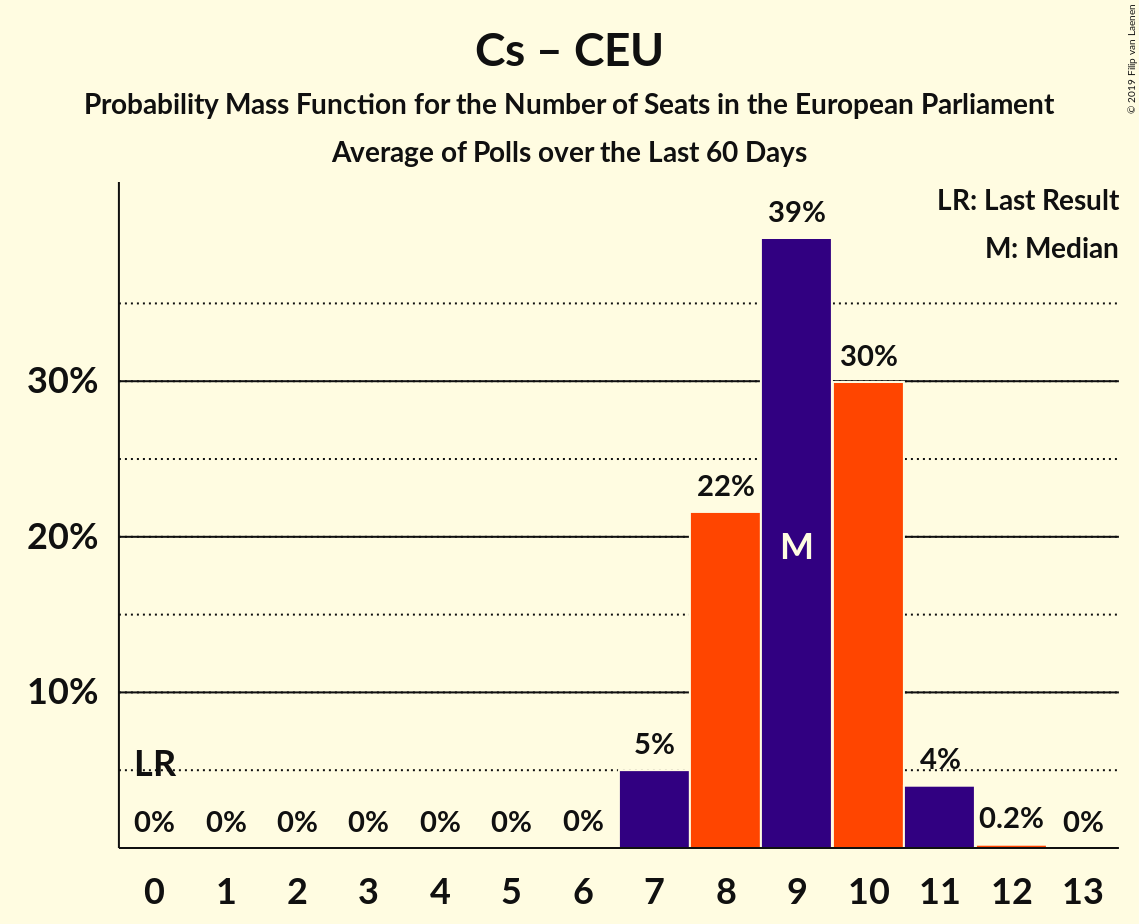 Cs – CEU
Probability Mass Function for the Number of Seats in the European Parliament
Average of Polls over the Last 60 Days
© 2019 Filip van Laenen
LR: Last Result
M: Median
39%
30%
30%
22%
20%
M
10%
5%
4%
LR
0% 0% 0% 0% 0% 0% 0% 0.2% 0%
0 1 2 3 4 5 6 7 8 9 10 11 12 13